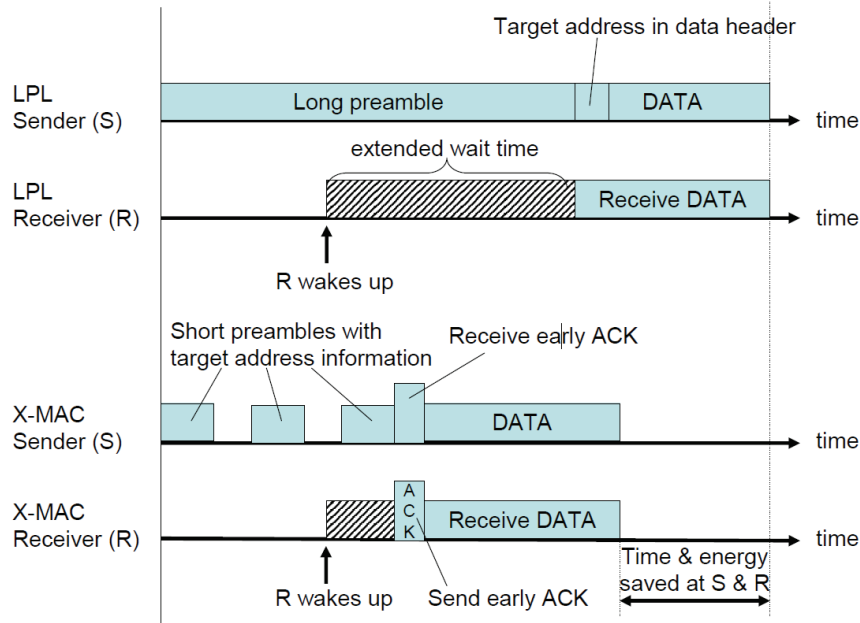 Target address in data header
LPL
Sender (S)
Long preamble
DATA
time
extended wait time
LPL
Receiver (R)
Receive DATA
time
R wakes up
Short preambles with
target address information
Receive early ACK
X-MAC
Sender (S)
DATA
time
X-MAC
Receiver (R)
A
C
K
Receive DATA
time
R wakes up
Send early ACK
Time & energy
saved at S & R